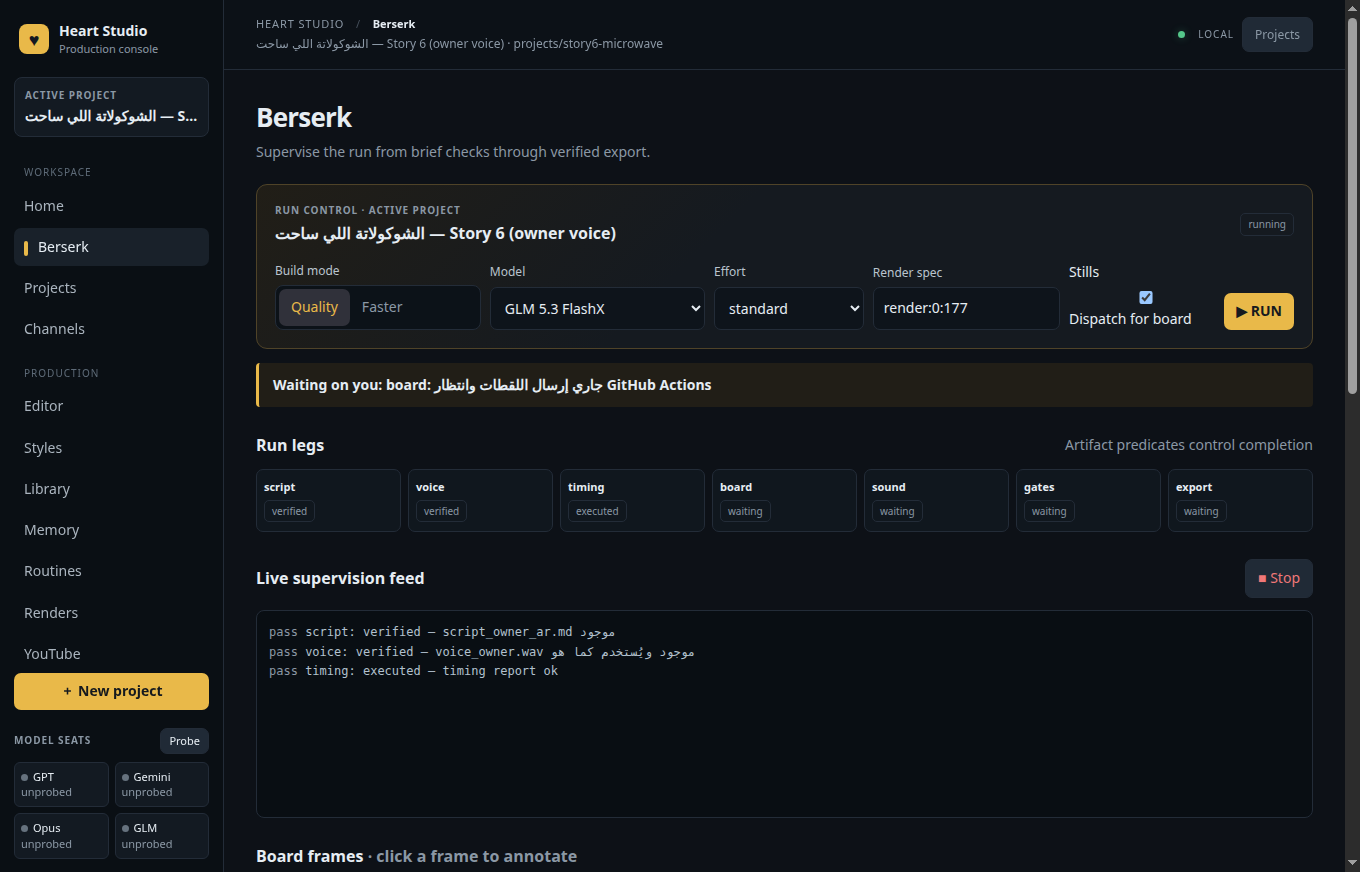 ♥ Heart Studio
Production console
ACTIVE PROJECT
الشوكولاتة اللي ساحت — S...
WORKSPACE
Home
Berserk
Projects
Channels
PRODUCTION
Editor
Styles
Library
Memory
Routines
Renders
YouTube
+ New project
MODEL SEATS
Probe
GPT
unprobed
Gemini
unprobed
Opus
unprobed
GLM
unprobed
HEART STUDIO / Berserk
الشوكولاتة اللي ساحت — Story 6 (owner voice) · projects/story6-microwave
LOCAL
Projects
Berserk
Supervise the run from brief checks through verified export.
RUN CONTROL · ACTIVE PROJECT
الشوكولاتة اللي ساحت — Story 6 (owner voice)
running
Build mode
Quality Faster
Model
GLM 5.3 FlashX
Effort
standard
Render spec
render:0:177
Stills
Dispatch for board
▶ RUN
Waiting on you: board: جاري إرسال اللقطات وانتظار GitHub Actions
Run legs
Artifact predicates control completion
script
verified
voice
verified
timing
executed
board
waiting
sound
waiting
gates
waiting
export
waiting
Live supervision feed
■ Stop
pass script: verified — script_owner_ar.md موجود
pass voice: verified — voice_owner.wav موجود ويُستخدم كما هو
pass timing: executed — timing report ok
Board frames · click a frame to annotate